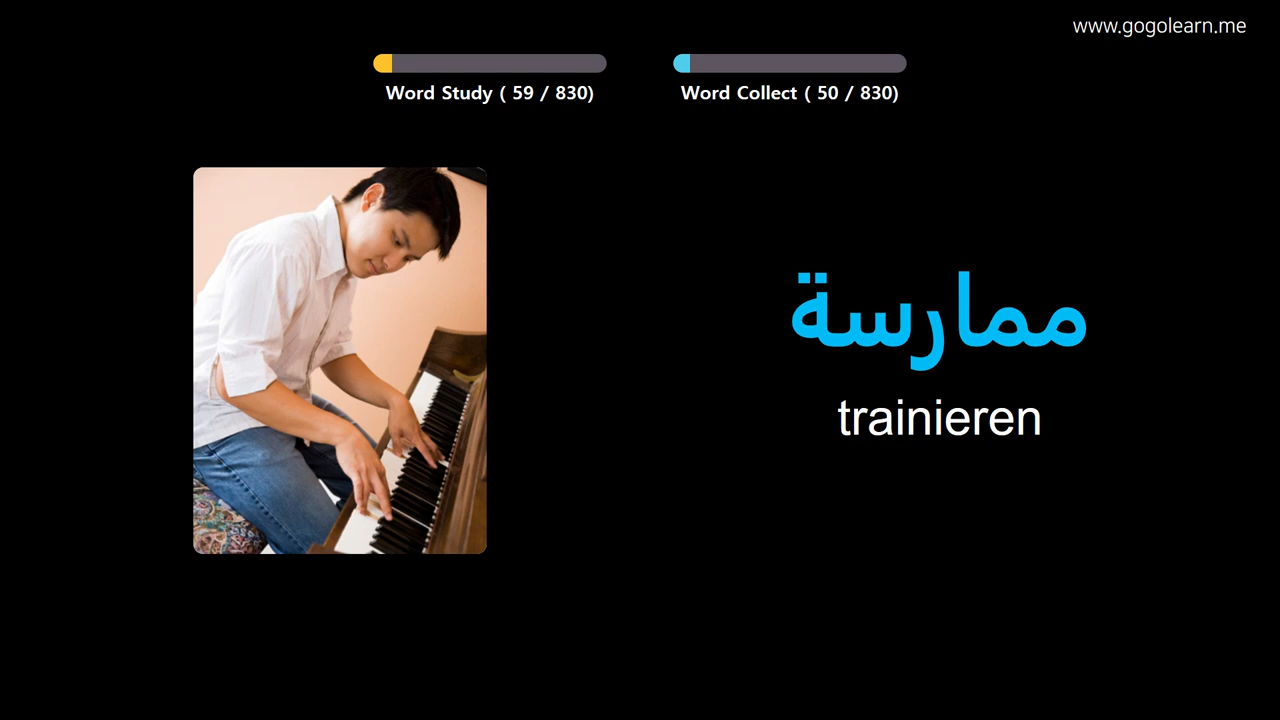 www.gogolearn.me
Word Study ( 59 / 830)
Word Collect ( 50 / 830)
ممارسة
trainieren